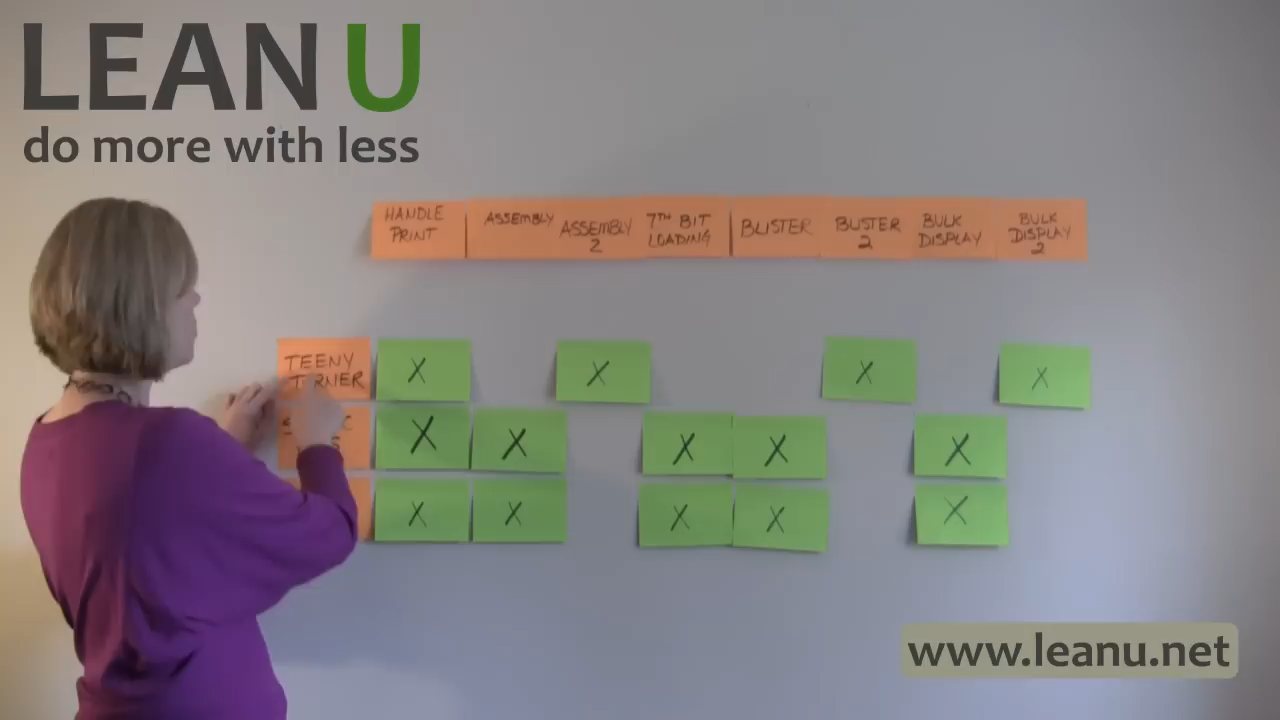 LEAN U
do more with less
HANDLE
PRINT
ASSEMBLY
ASSEMBLY
2
7TH BIT
LOADING
BLISTER
BLISTER
2
BULK
DISPLAY
BULK
DISPLAY
2
TEENY
TURNER
X
X
X
X
X
X
X
X
X
X
X
X
X
X
www.leanu.net